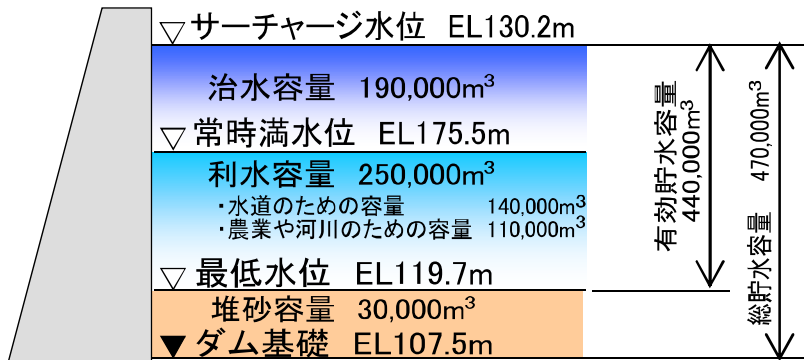 サーチャージ水位 EL130.2m
治水容量 190,000m³
常時満水位 EL175.5m
利水容量 250,000m³
・水道のための容量 140,000m³
・農業や河川のための容量 110,000m³
最低水位 EL119.7m
堆砂容量 30,000m³
ダム基礎 EL107.5m
有効貯水容量
440,000m³
総貯水容量 470,000m³